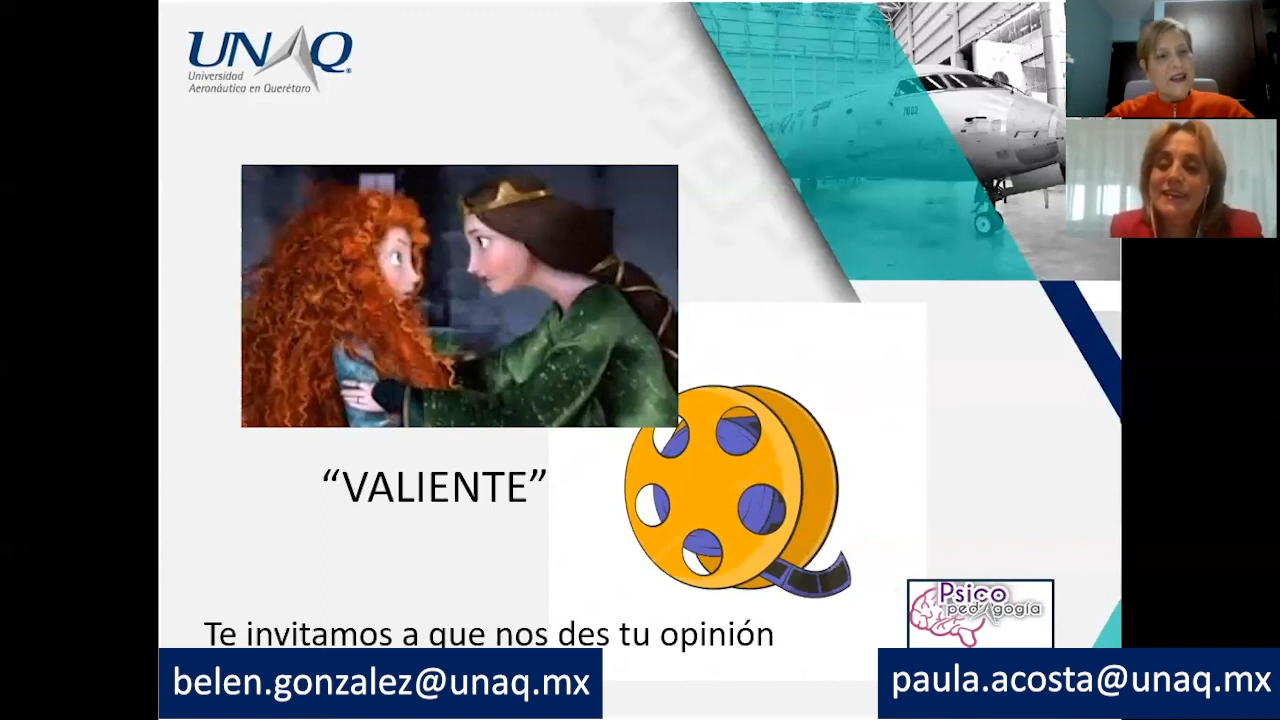 UNAQ
Universidad
Aeronáutica en Querétaro
7002
“VALIENTE”
Psico
pedagogía
Te invitamos a que nos des tu opinión
belen.gonzalez@unaq.mx
paula.acosta@unaq.mx